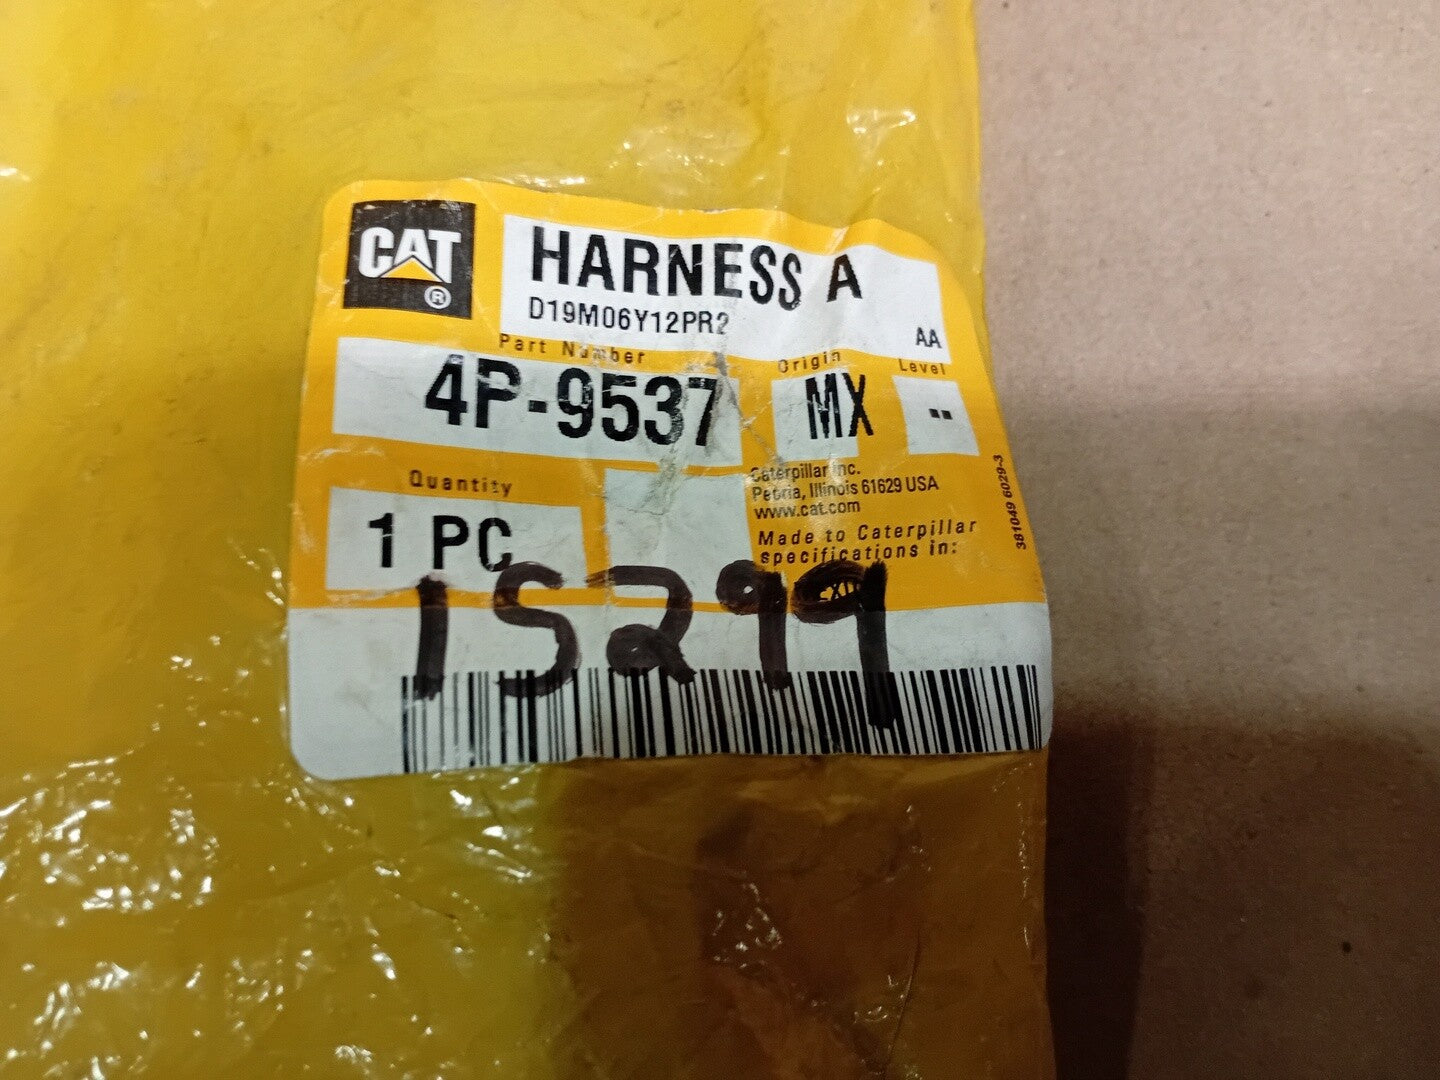 CAT
®
HARNESS A
D19M06Y12PR2
AA
Part Number
Origin
Level
4P-9537
MX
--
Quantity
1 PC
Caterpillar Inc.
Peoria, Illinois 61629 USA
www.cat.com
Made to Caterpillar
specifications in:
381049 6029-3
15299